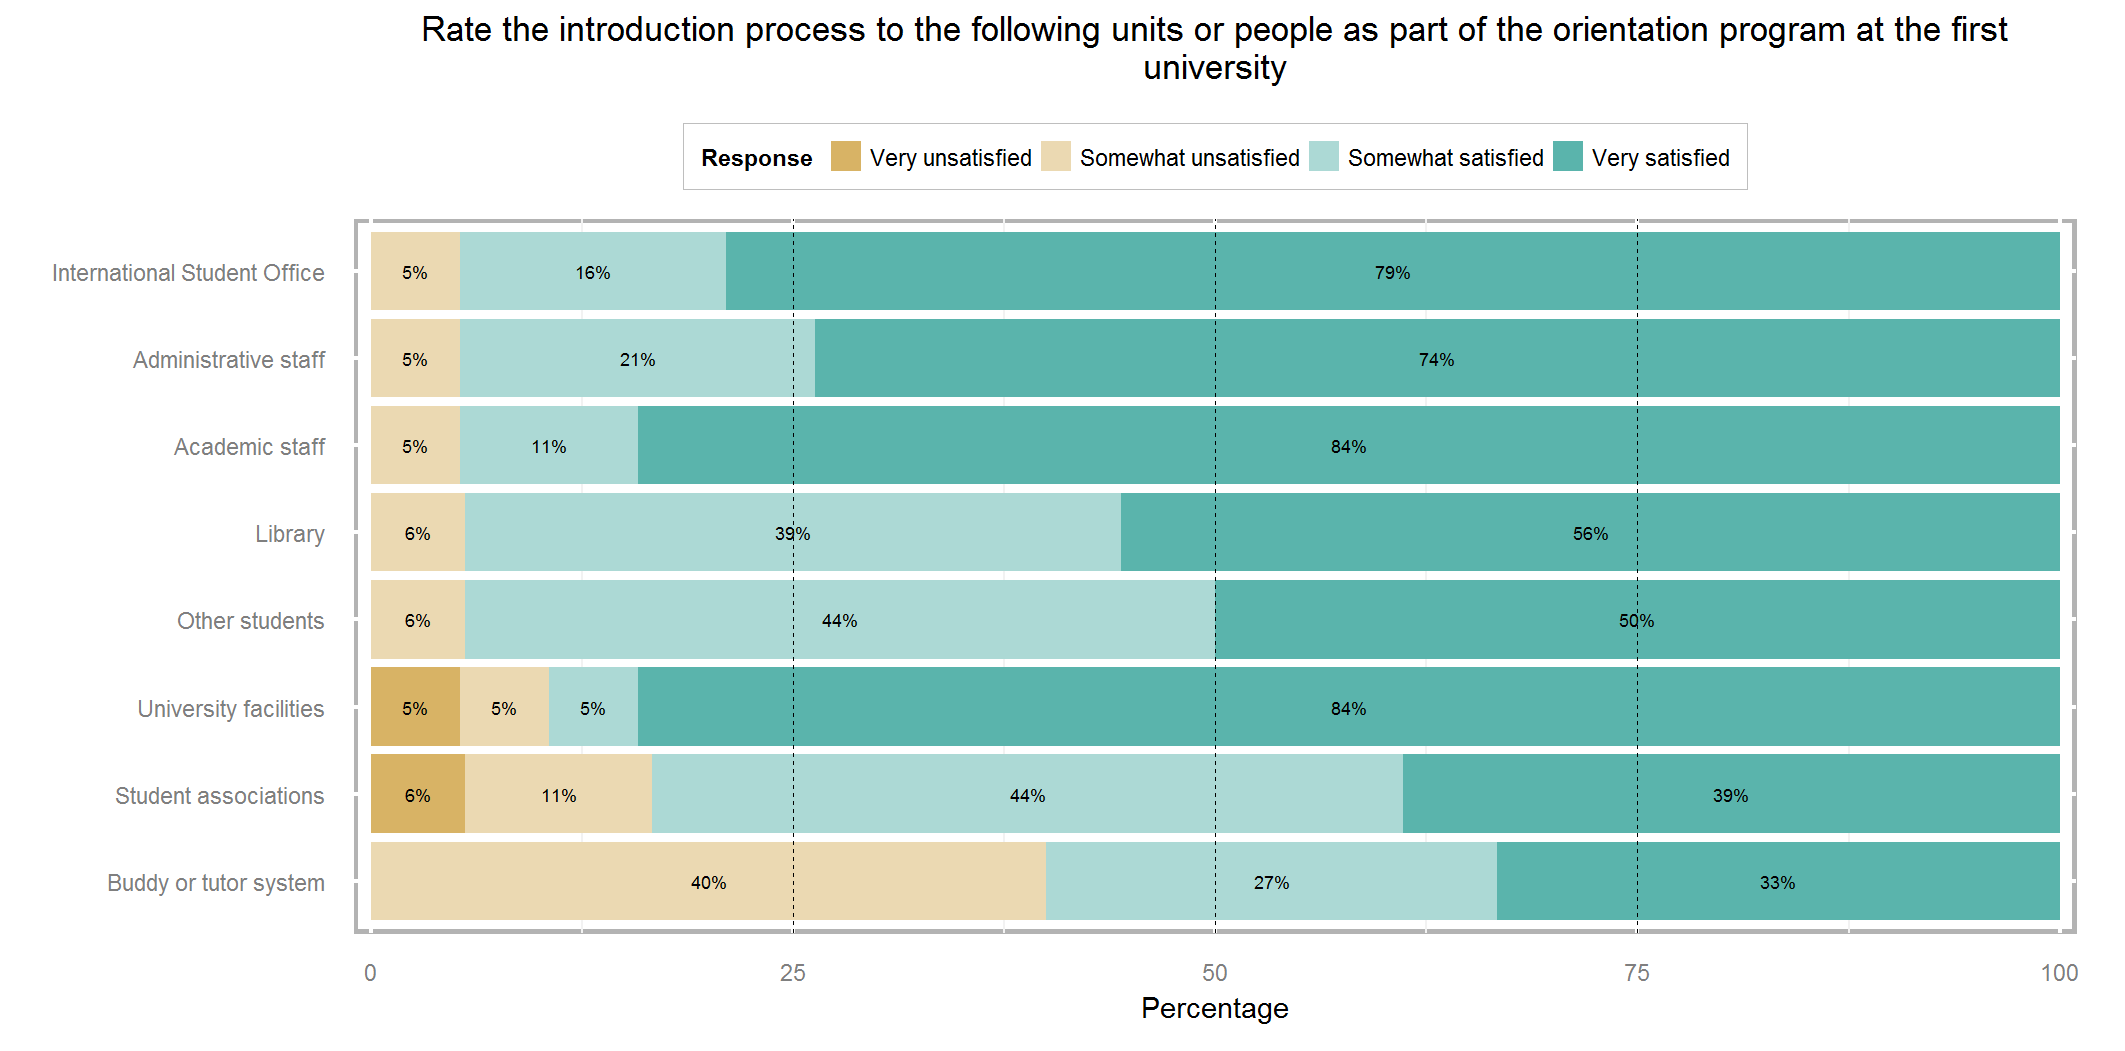 Rate the introduction process to the following units or people as part of the orientation program at the first
university
Response Very unsatisfied Somewhat unsatisfied Somewhat satisfied Very satisfied
International Student Office 5% 16% 79%
Administrative staff 5% 21% 74%
Academic staff 5% 11% 84%
Library 6% 39% 56%
Other students 6% 44% 50%
University facilities 5% 5% 5% 84%
Student associations 6% 11% 44% 39%
Buddy or tutor system 40% 27% 33%
0 25 50 75 100
Percentage